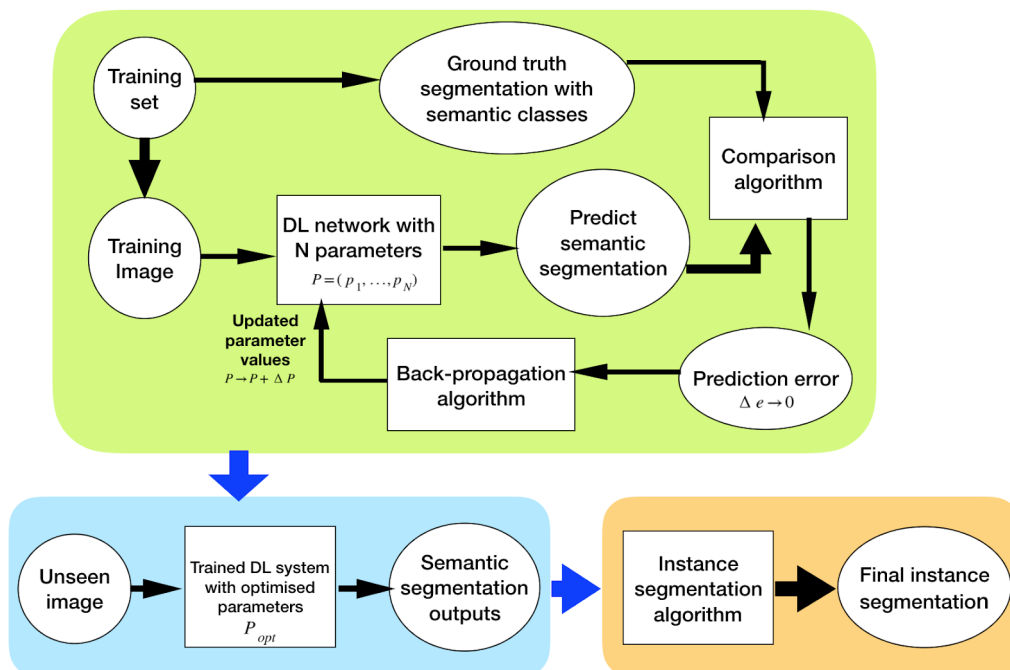 Training
set
Ground truth
segmentation with
semantic classes
Comparison
algorithm
Training
Image
DL network with
N parameters
P = ( p1, …, pN )
Predict
semantic
segmentation
Updated
parameter
values
P → P + Δ P
Back-propagation
algorithm
Prediction error
Δ e → 0
Unseen
image
Trained DL system
with optimised
parameters
Popt
Semantic
segmentation
outputs
Instance
segmentation
algorithm
Final instance
segmentation